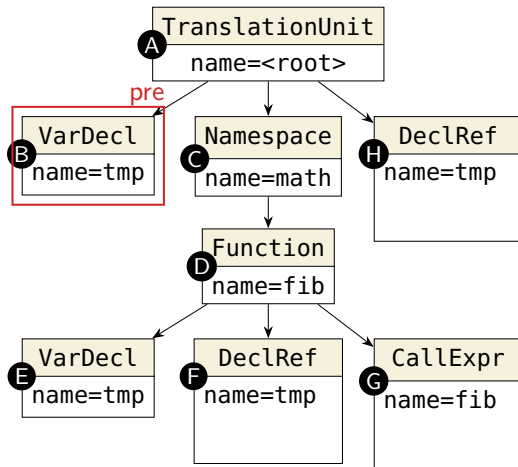 TranslationUnit
A
name=<root>
pre
VarDecl
B
name=tmp
Namespace
C
name=math
DeclRef
H
name=tmp
Function
D
name=fib
VarDecl
E
name=tmp
DeclRef
F
name=tmp
CallExpr
G
name=fib